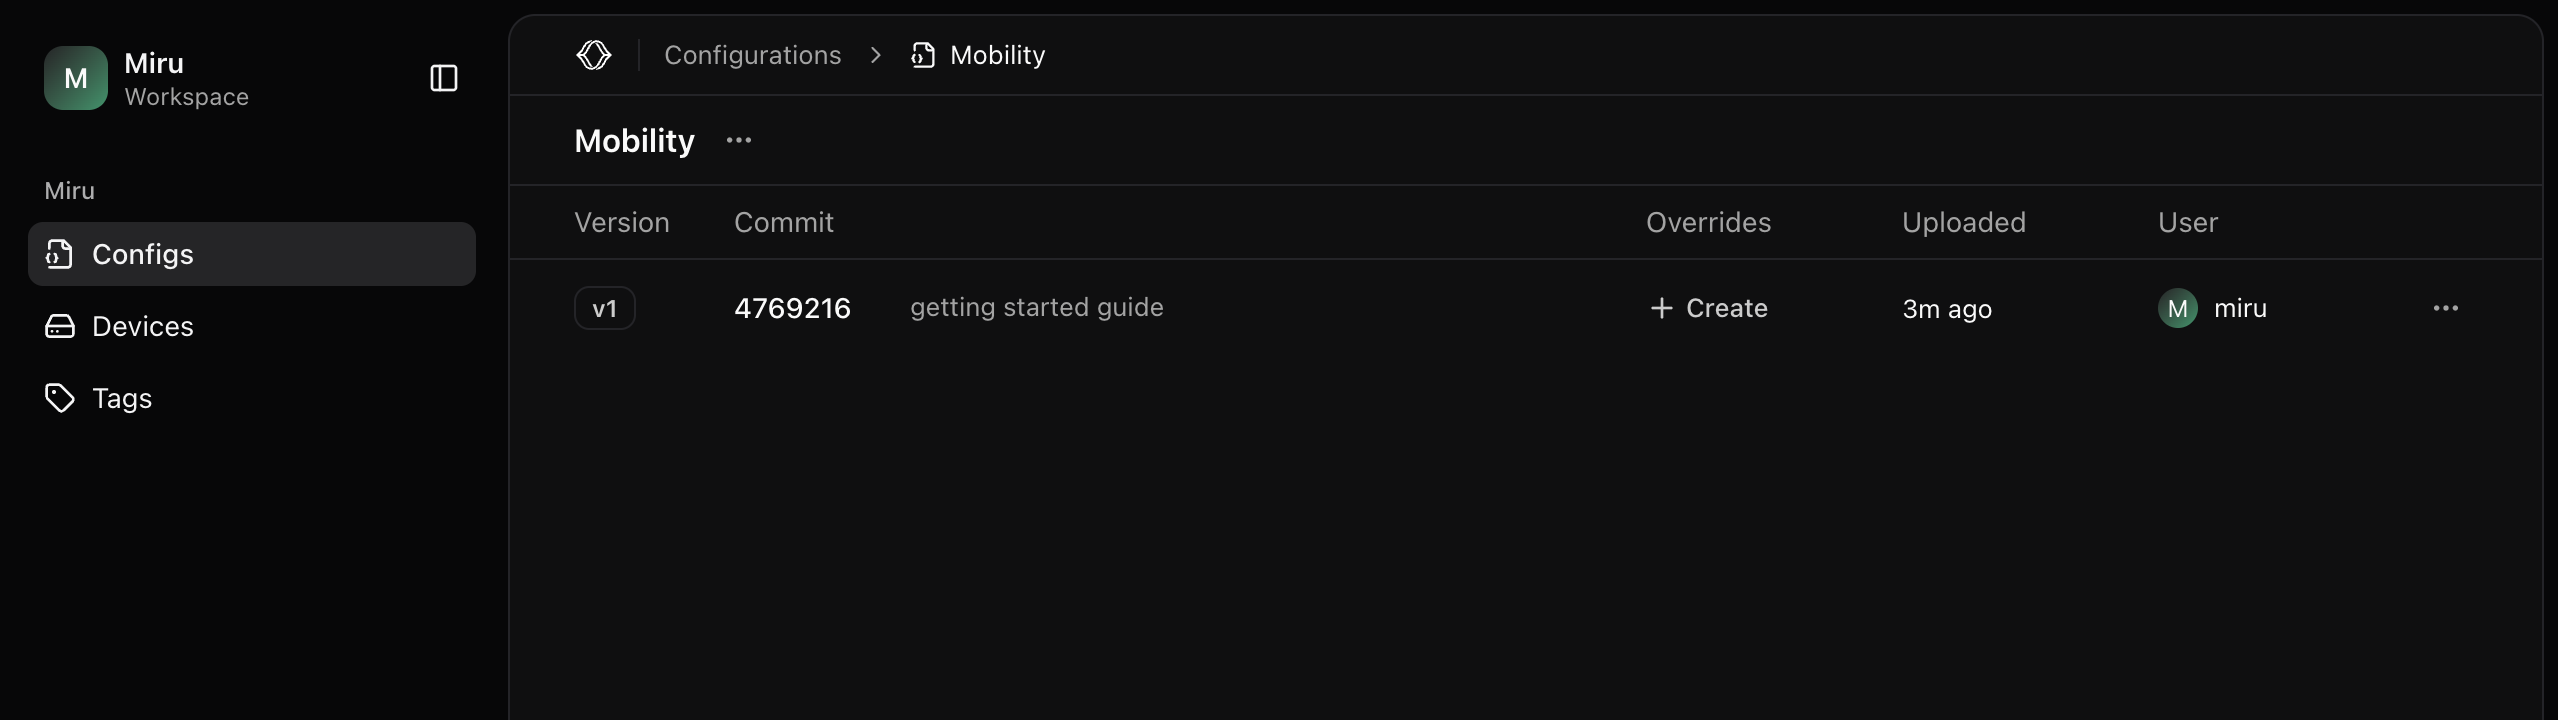 M
Miru
Workspace
Miru
Configs
Devices
Tags
Configurations > Mobility
Mobility ...
Version Commit Overrides Uploaded User
v1 4769216 getting started guide + Create 3m ago M miru ...